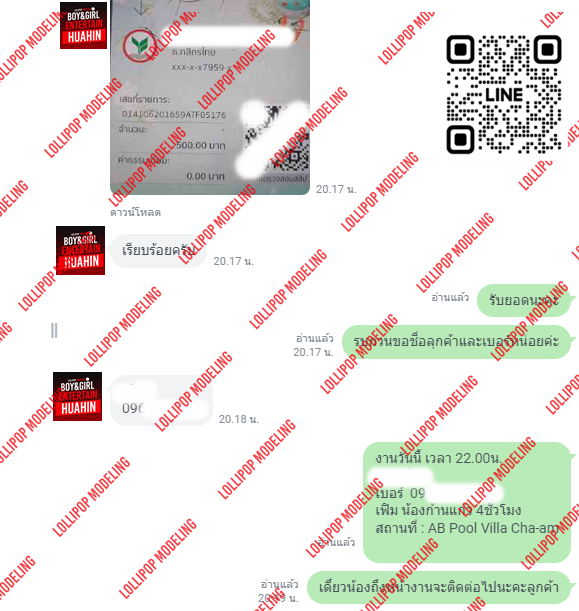 BOY&GIRL
ENTERTAIN
HUAHIN
ธ.กสิกรไทย
xxx-x-x7959-x
เลขที่รายการ:
014106201659ATF05176
จำนวน:
500.00 บาท
ค่าธรรมเนียม:
0.00 บาท
20.17 น.
ดาวน์โหลด
LINE
BOY&GIRL
ENTERTAIN
HUAHIN
เรียบร้อยครับ
20.17 น.
อ่านแล้ว
รับยอดนะคะ
อ่านแล้ว
20.17 น.
รบกวนขอชื่อลูกค้าและเบอร์หน่อยค่ะ
BOY&GIRL
ENTERTAIN
HUAHIN
096
20.18 น.
งานวันนี้ เวลา 22.00น.
เบอร์ 09
เฟิม น้องก้านแก้ว 4ชั่วโมง
สถานที่ : AB Pool Villa Cha-am
อ่านแล้ว
อ่านแล้ว
20.19 น.
เดี๋ยวน้องถึงหน้างานจะติดต่อไปนะคะลูกค้า
LOLLIPOP MODELING